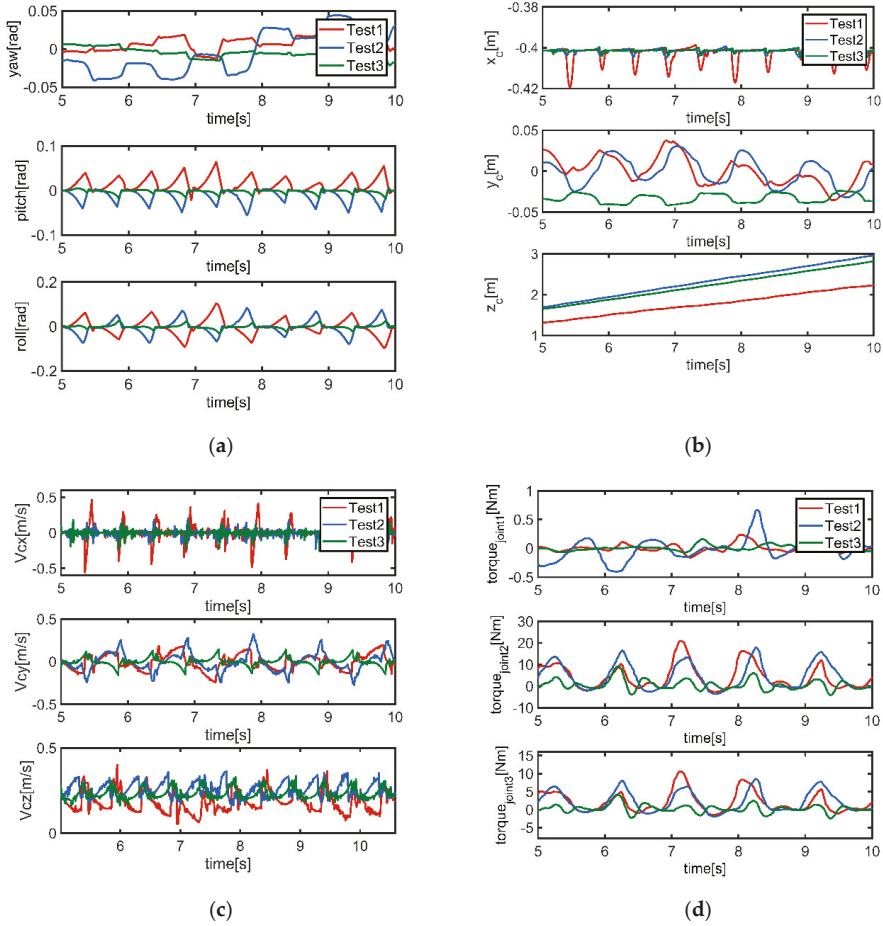 0.05
0
-0.05
yaw[rad]
Test1
Test2
Test3
5 6 7 8 9 10
time[s]
0.1
0
-0.1
pitch[rad]
5 6 7 8 9 10
time[s]
0.2
0
-0.2
roll[rad]
5 6 7 8 9 10
time[s]
(a)
-0.38
-0.4
-0.42
x_c[m]
Test1
Test2
Test3
5 6 7 8 9 10
time[s]
0.05
0
-0.05
y_c[m]
5 6 7 8 9 10
time[s]
3
2
1
z_c[m]
5 6 7 8 9 10
time[s]
(b)
0.5
0
-0.5
Vcx[m/s]
Test1
Test2
Test3
5 6 7 8 9 10
time[s]
0.5
0
-0.5
Vcy[m/s]
5 6 7 8 9 10
time[s]
0.5
0
Vcz[m/s]
6 7 8 9 10
time[s]
(c)
1
0.5
0
-0.5
torque_joint1[Nm]
Test1
Test2
Test3
5 6 7 8 9 10
time[s]
30
20
10
0
-10
torque_joint2[Nm]
5 6 7 8 9 10
time[s]
15
10
5
0
-5
torque_joint3[Nm]
5 6 7 8 9 10
time[s]
(d)